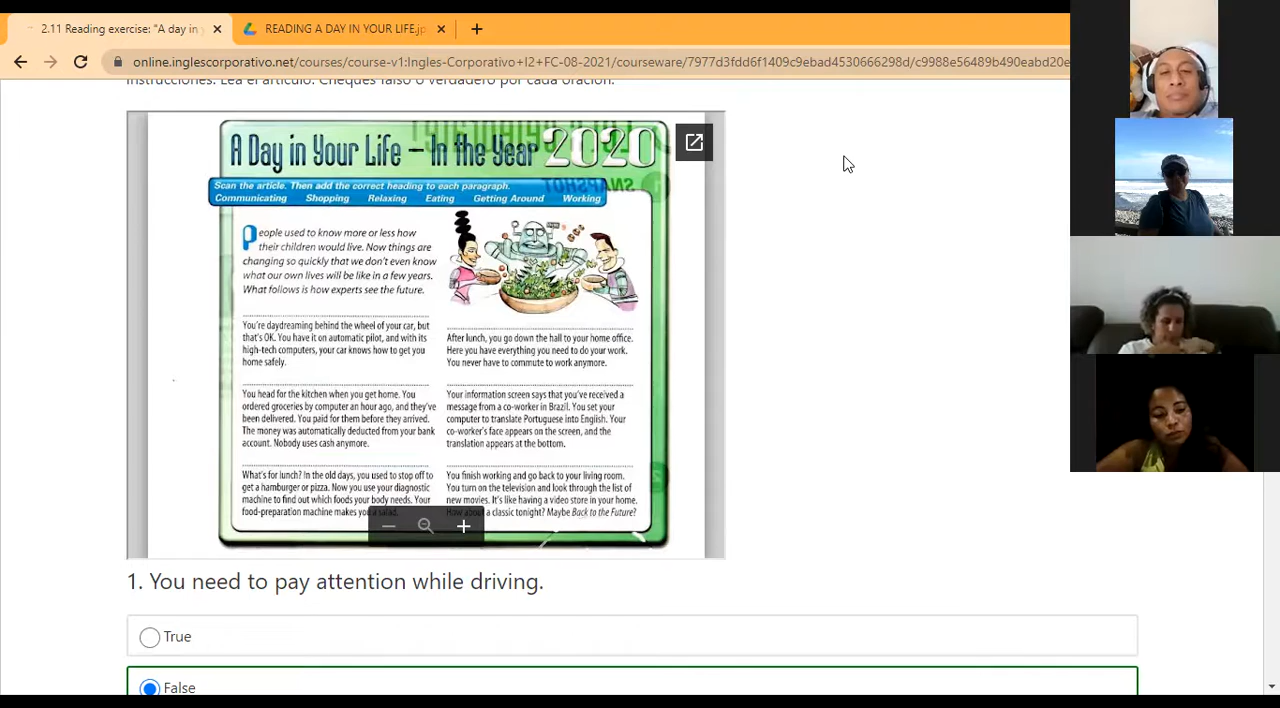 2.11 Reading exercise: "A day in
READING A DAY IN YOUR LIFE.jp
online.inglescorporativo.net/courses/course-v1:Ingles-Corporativo+I2+FC-08-2021/courseware/7977d3fdd6f1409c9ebad4530666298d/c9988e56489b490eabd20e
Instrucciones: Lea el artículo. Cheques falso o verdadero por cada oración.
A Day in Your Life – In the Year 2020
Scan the article. Then add the correct heading to each paragraph.
Communicating Shopping Relaxing Eating Getting Around Working
People used to know more or less how
their children would live. Now things are
changing so quickly that we don't even know
what our own lives will be like in a few years.
What follows is how experts see the future.
You're daydreaming behind the wheel of your car, but
that's OK. You have it on automatic pilot, and with its
high-tech computers, your car knows how to get you
home safely.
You head for the kitchen when you get home. You
ordered groceries by computer an hour ago, and they've
been delivered. You paid for them before they arrived.
The money was automatically deducted from your bank
account. Nobody uses cash anymore.
What's for lunch? In the old days, you used to stop off to
get a hamburger or pizza. Now you use your diagnostic
machine to find out which foods your body needs. Your
food-preparation machine makes you a salad.
After lunch, you go down the hall to your home office.
Here you have everything you need to do your work.
You never have to commute to work anymore.
Your information screen says that you've received a
message from a co-worker in Brazil. You set your
computer to translate Portuguese into English. Your
co-worker's face appears on the screen, and the
translation appears at the bottom.
You finish working and go back to your living room.
You turn on the television and look through the list of
new movies. It's like having a video store in your home.
How about a classic tonight? Maybe Back to the Future?
1. You need to pay attention while driving.
True
False